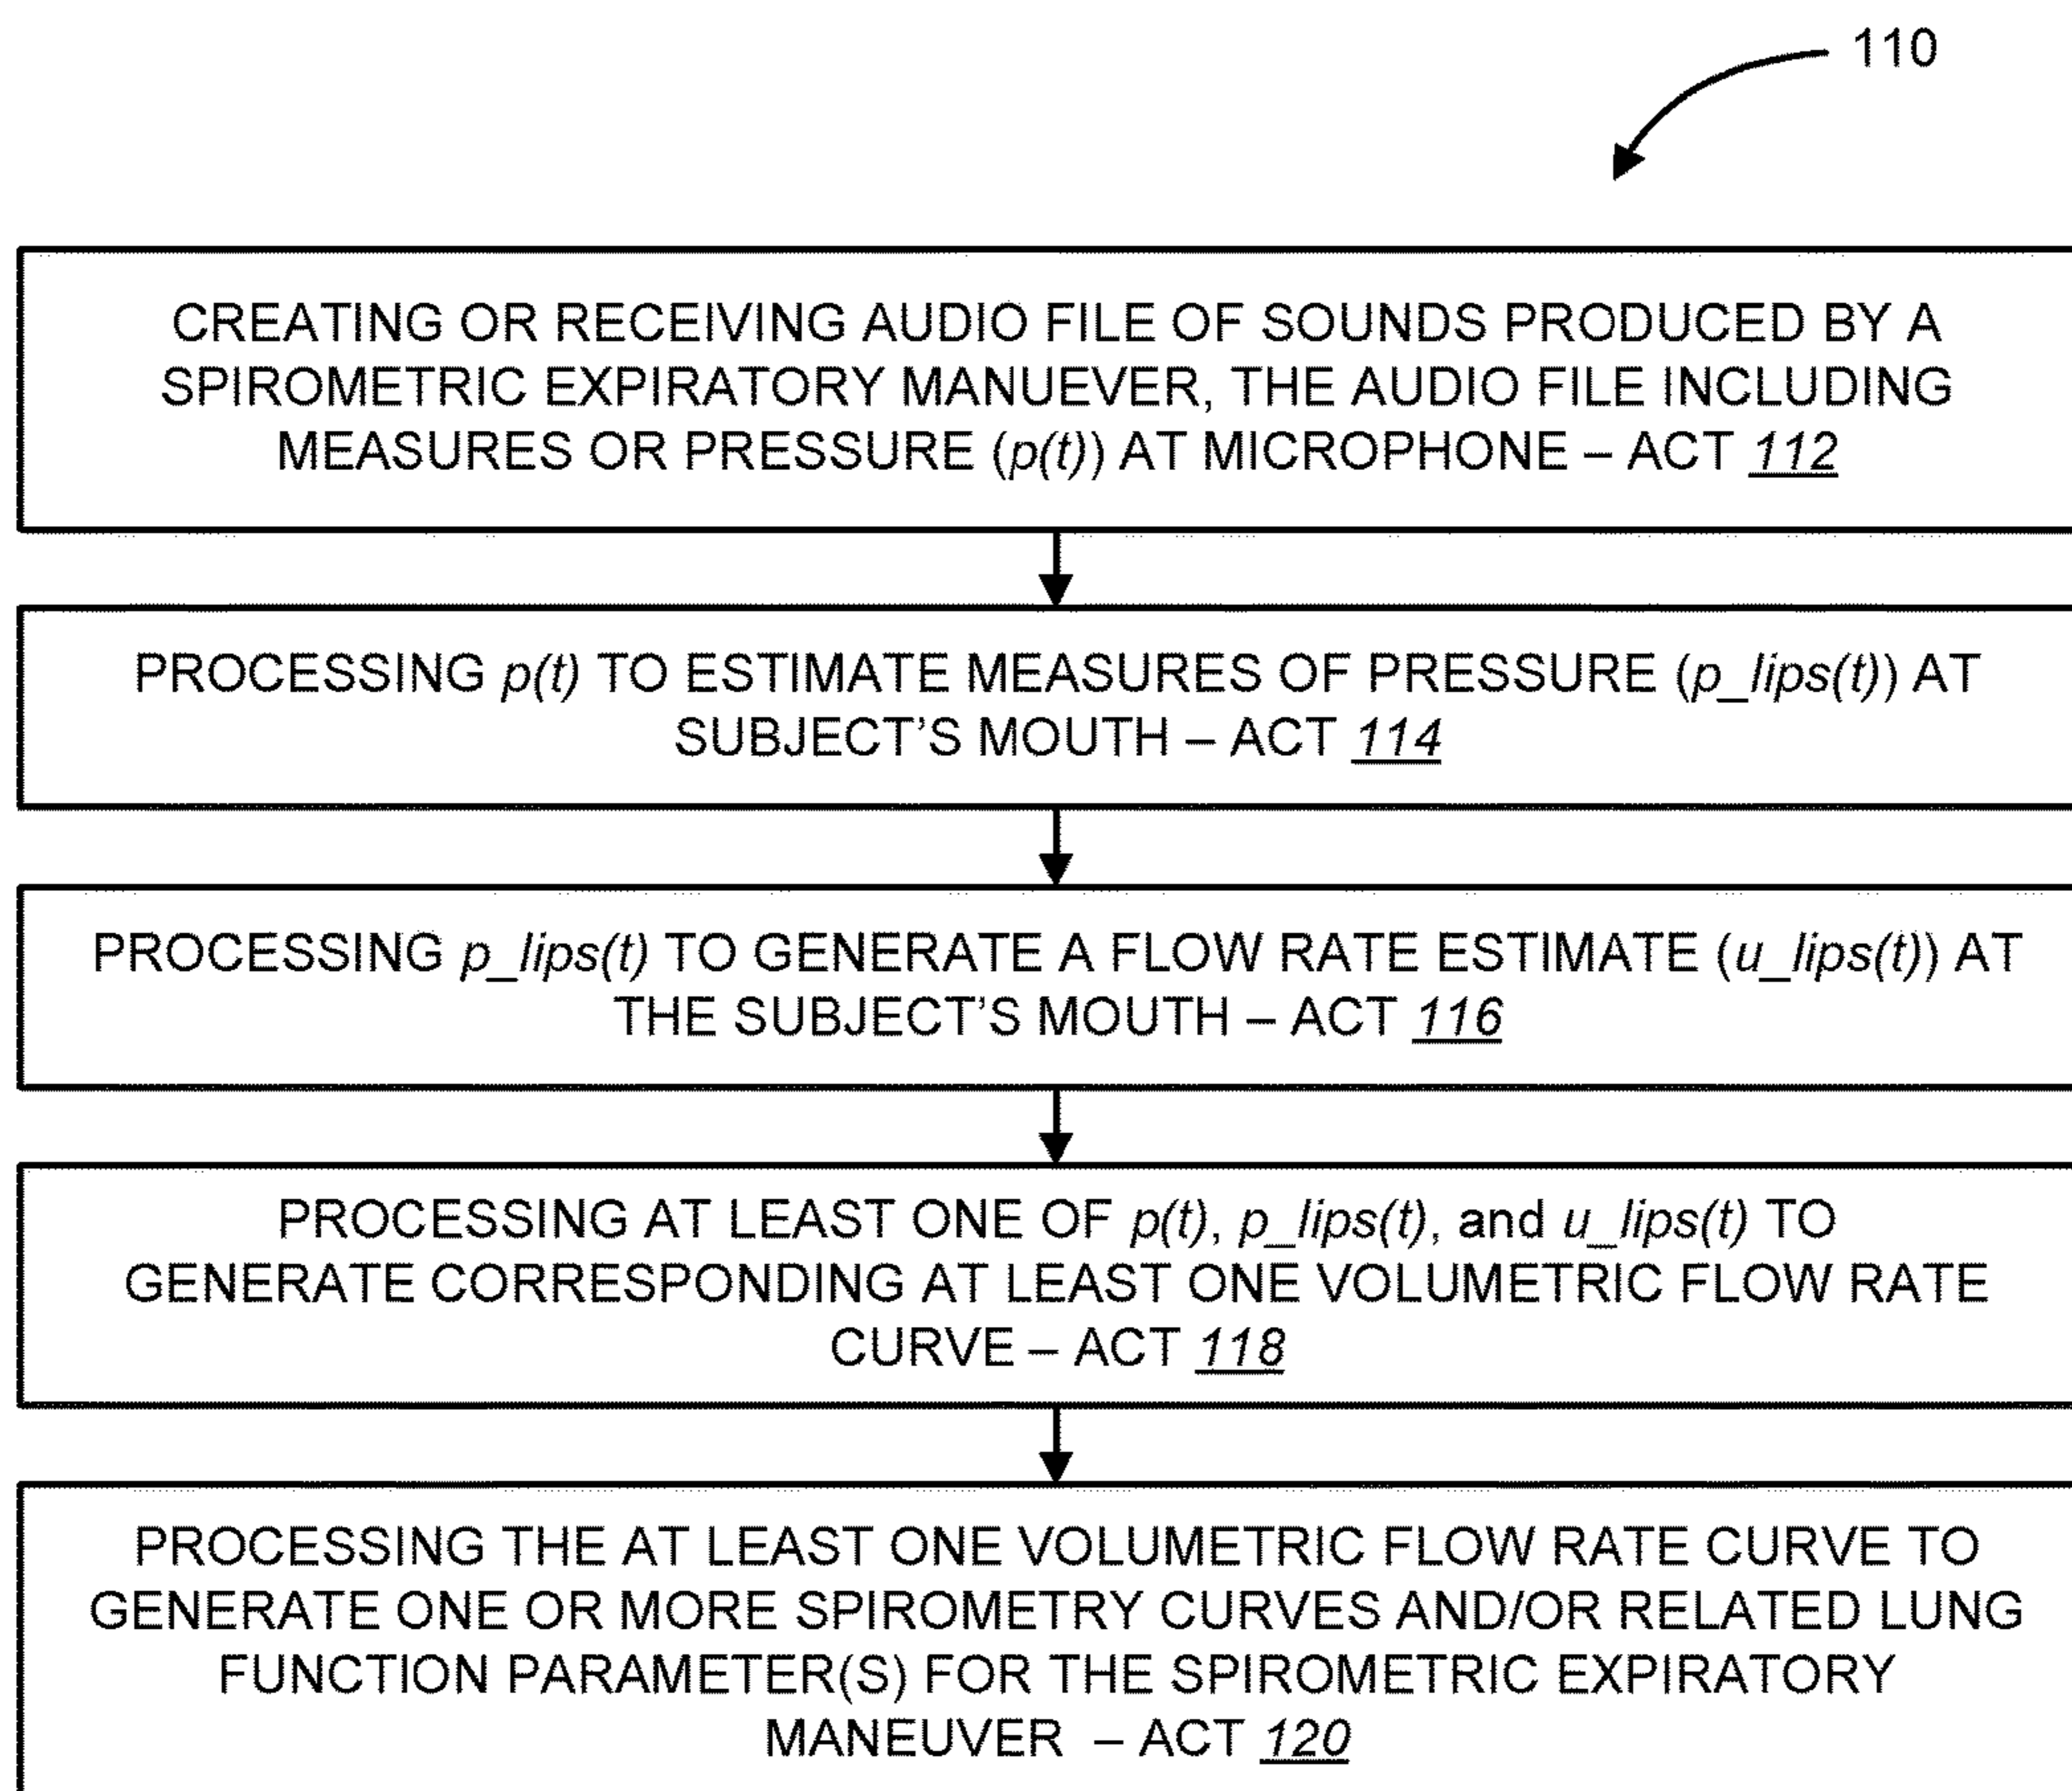 110
CREATING OR RECEIVING AUDIO FILE OF SOUNDS PRODUCED BY A
SPIROMETRIC EXPIRATORY MANUEVER, THE AUDIO FILE INCLUDING
MEASURES OR PRESSURE (p(t)) AT MICROPHONE – ACT 112
PROCESSING p(t) TO ESTIMATE MEASURES OF PRESSURE (p_lips(t)) AT
SUBJECT’S MOUTH – ACT 114
PROCESSING p_lips(t) TO GENERATE A FLOW RATE ESTIMATE (u_lips(t)) AT
THE SUBJECT’S MOUTH – ACT 116
PROCESSING AT LEAST ONE OF p(t), p_lips(t), and u_lips(t) TO
GENERATE CORRESPONDING AT LEAST ONE VOLUMETRIC FLOW RATE
CURVE – ACT 118
PROCESSING THE AT LEAST ONE VOLUMETRIC FLOW RATE CURVE TO
GENERATE ONE OR MORE SPIROMETRY CURVES AND/OR RELATED LUNG
FUNCTION PARAMETER(S) FOR THE SPIROMETRIC EXPIRATORY
MANEUVER – ACT 120